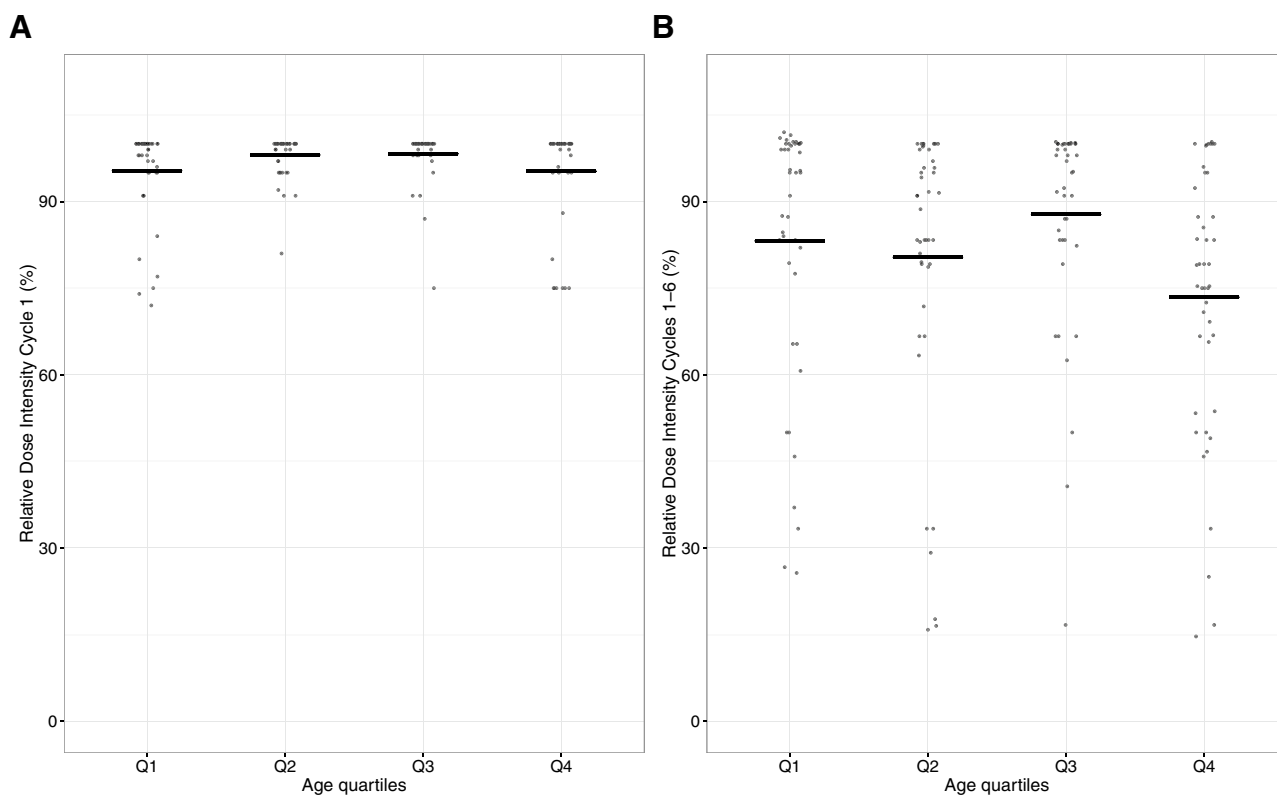 A
Relative Dose Intensity Cycle 1 (%)
90
60
30
0
Q1 Q2 Q3 Q4
Age quartiles
B
Relative Dose Intensity Cycles 1–6 (%)
90
60
30
0
Q1 Q2 Q3 Q4
Age quartiles